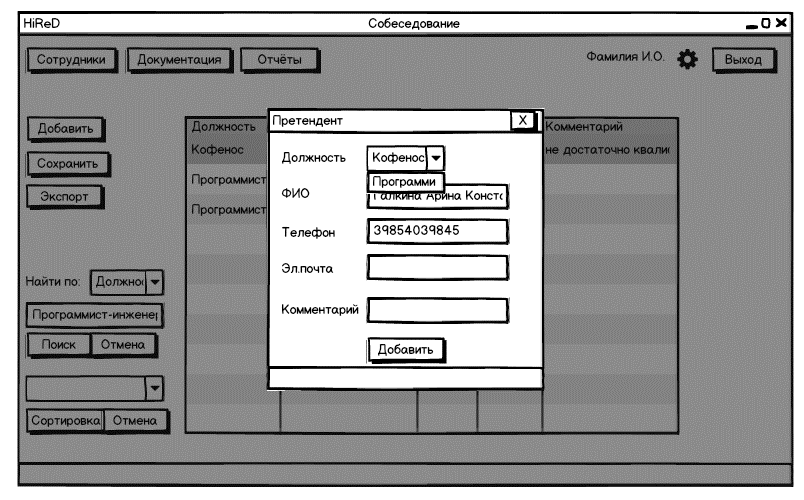 HiReD Собеседование
Сотрудники Документация Отчёты Фамилия И.О. Выход
Добавить
Сохранить
Экспорт
Должность Комментарий
Кофенос не достаточно квали
Программист
Программист
Претендент X
Должность Кофенос
Программи
ФИО Галкина Арина Конста
Телефон 39854039845
Эл.почта
Комментарий
Добавить
Найти по: Должно
Программист-инженер
Поиск Отмена
Сортировка Отмена